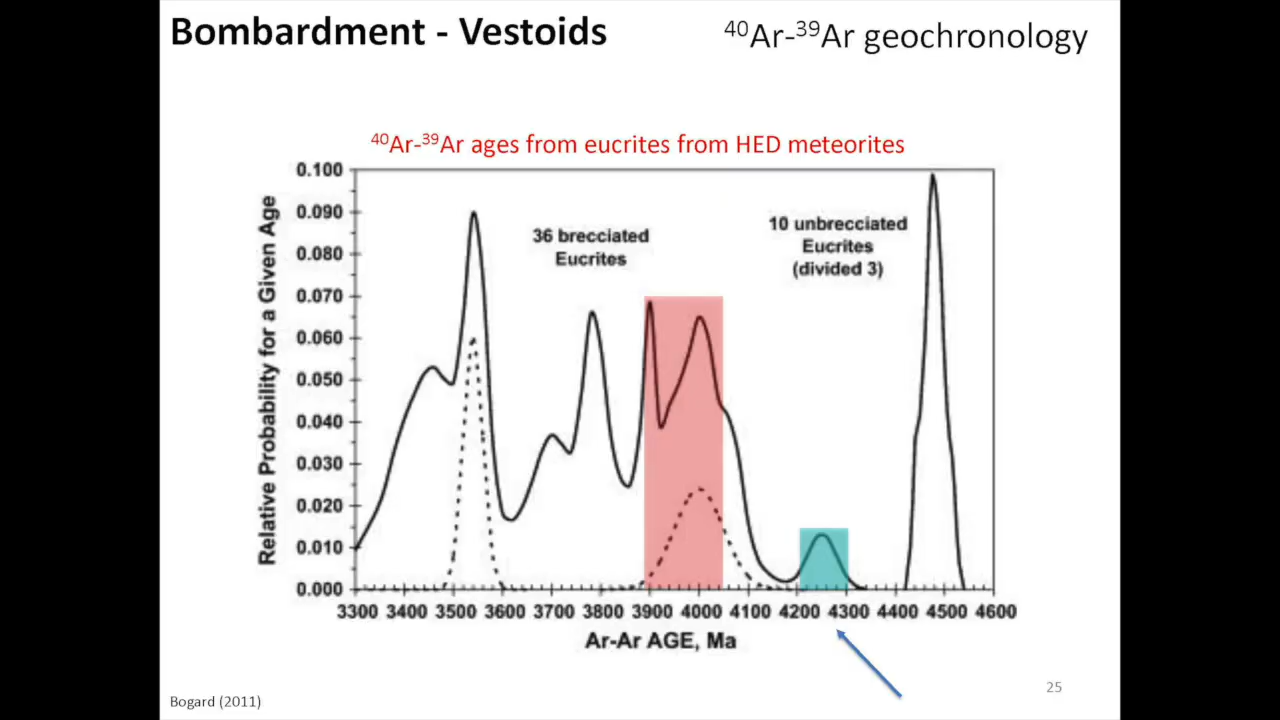 Bombardment - Vestoids
⁴⁰Ar-³⁹Ar geochronology
⁴⁰Ar-³⁹Ar ages from eucrites from HED meteorites
Relative Probability for a Given Age
0.100
0.090
0.080
0.070
0.060
0.050
0.040
0.030
0.020
0.010
0.000
36 brecciated
Eucrites
10 unbrecciated
Eucrites
(divided 3)
3300 3400 3500 3600 3700 3800 3900 4000 4100 4200 4300 4400 4500 4600
Ar-Ar AGE, Ma
Bogard (2011)
25